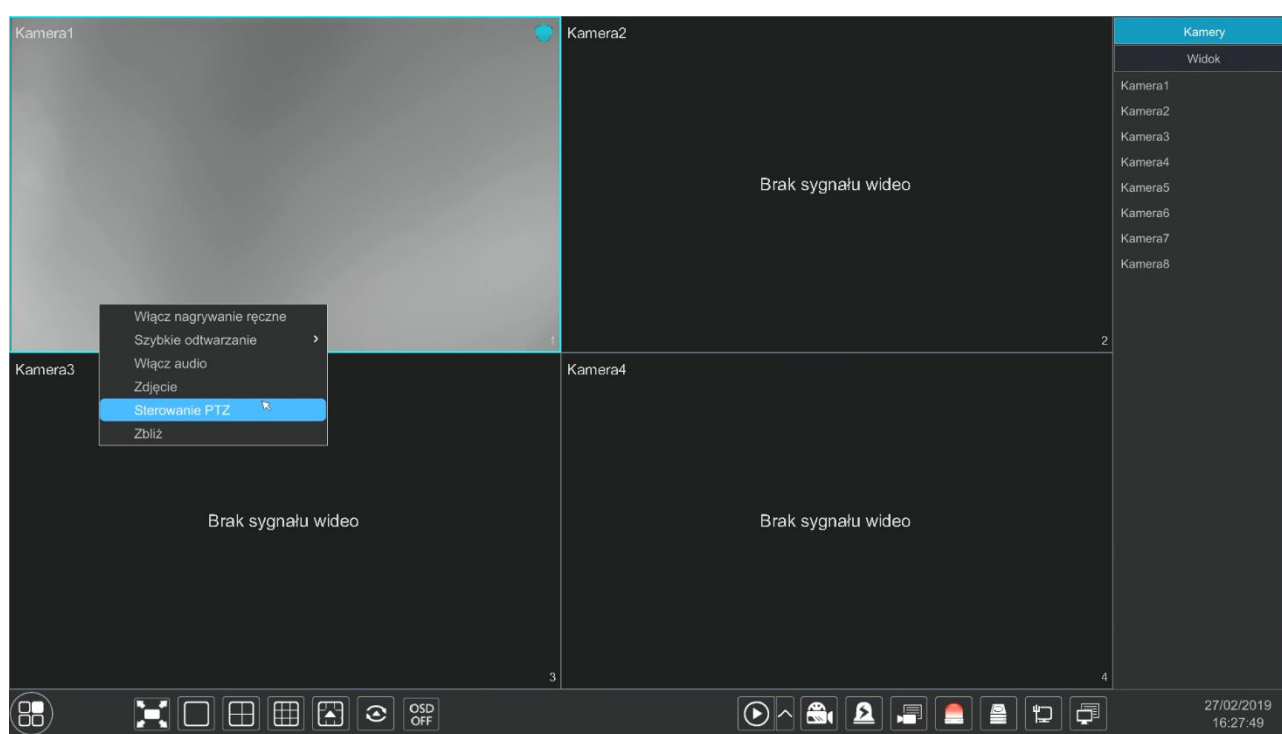 Kamera1
Kamera2
Kamery
Widok
Kamera1
Kamera2
Kamera3
Kamera4
Kamera5
Kamera6
Kamera7
Kamera8
Brak sygnału wideo
Włącz nagrywanie ręczne
Szybkie odtwarzanie
Włącz audio
Zdjęcie
Sterowanie PTZ
Zbliż
1
2
Kamera3
Kamera4
Brak sygnału wideo
Brak sygnału wideo
3
4
OSD
OFF
27/02/2019
16:27:49